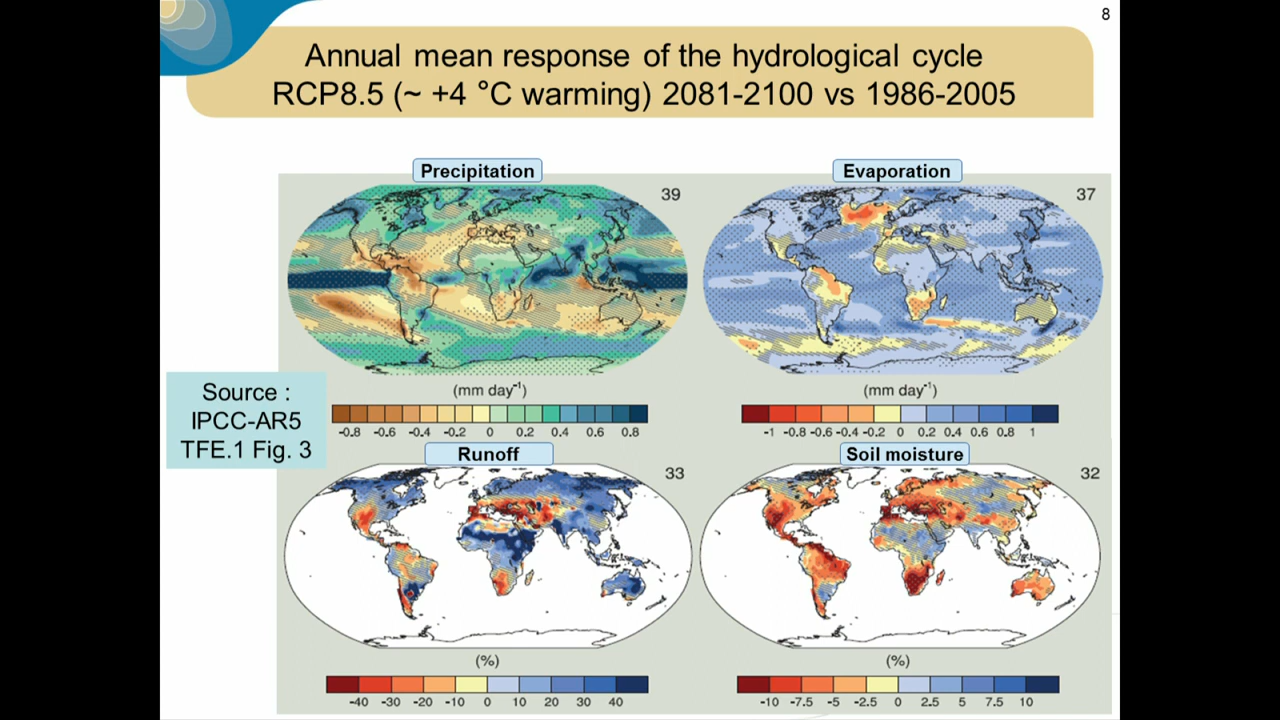 8
Annual mean response of the hydrological cycle
RCP8.5 (~ +4 °C warming) 2081-2100 vs 1986-2005
Precipitation
39
(mm day⁻¹)
-0.8 -0.6 -0.4 -0.2 0 0.2 0.4 0.6 0.8
Evaporation
37
(mm day⁻¹)
-1 -0.8 -0.6 -0.4 -0.2 0 0.2 0.4 0.6 0.8 1
Source :
IPCC-AR5
TFE.1 Fig. 3
Runoff
33
(%)
-40 -30 -20 -10 0 10 20 30 40
Soil moisture
32
(%)
-10 -7.5 -5 -2.5 0 2.5 5 7.5 10